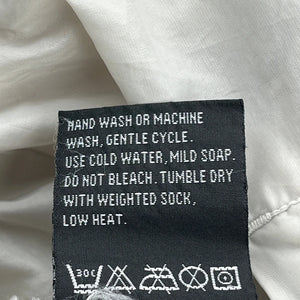 HAND WASH OR MACHINE
WASH, GENTLE CYCLE.
USE COLD WATER, MILD SOAP.
DO NOT BLEACH. TUMBLE DRY
WITH WEIGHTED SOCK,
LOW HEAT.
30C